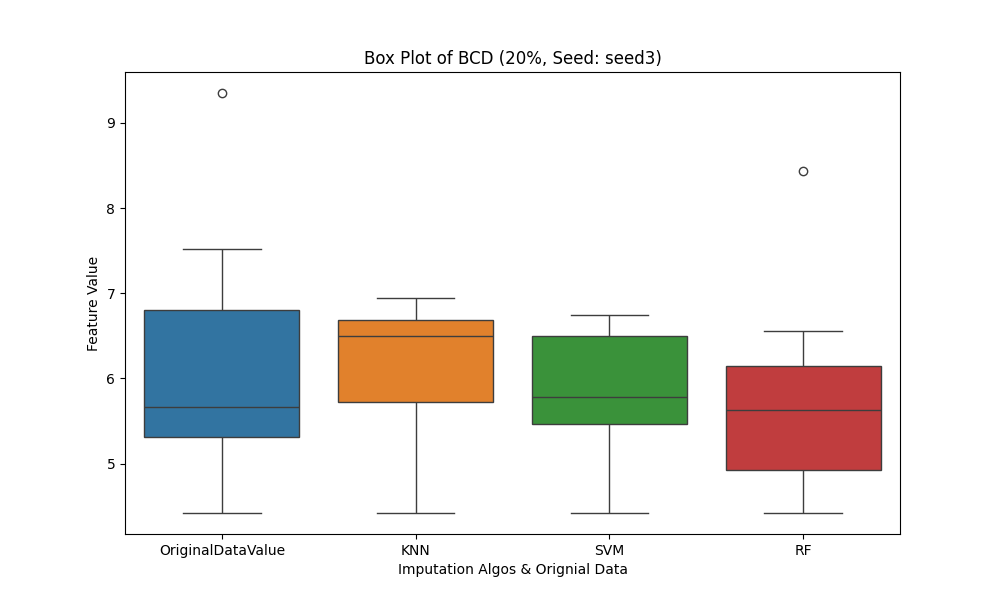 Box Plot of BCD (20%, Seed: seed3)
Feature Value
9
8
7
6
5
OriginalDataValue
KNN
SVM
RF
Imputation Algos & Orignial Data